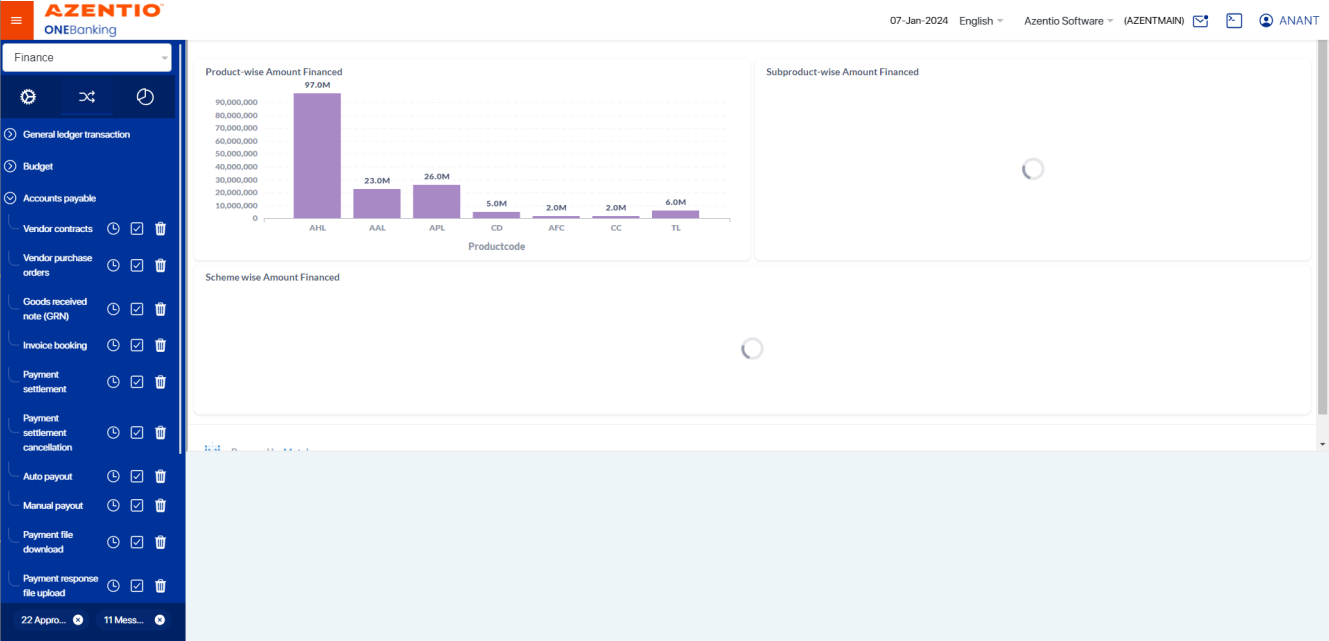 AZENTIO
ONEBanking
07-Jan-2024 English Azentio Software (AZENTMAIN) ANANT
Finance
General ledger transaction
Budget
Accounts payable
Vendor contracts
Vendor purchase
orders
Goods received
note (GRN)
Invoice booking
Payment
settlement
Payment
settlement
cancellation
Auto payout
Manual payout
Payment file
download
Payment response
file upload
22 Appro...
11 Mess...
Product-wise Amount Financed
97.0M
90,000,000
80,000,000
70,000,000
60,000,000
50,000,000
40,000,000
30,000,000
20,000,000
10,000,000
0
23.0M
26.0M
5.0M
2.0M
2.0M
6.0M
AHL AAL APL CD AFC CC TL
Productcode
Subproduct-wise Amount Financed
Scheme wise Amount Financed